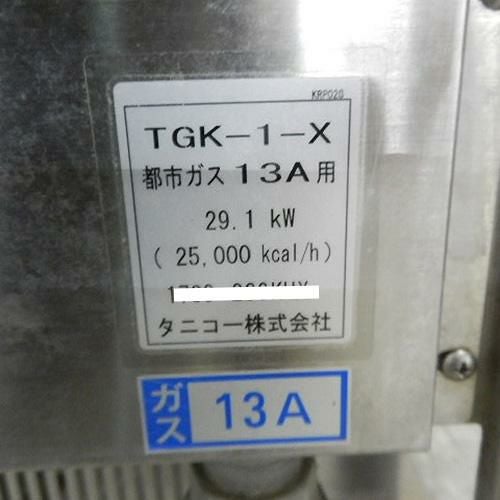 KRP020
TGK-1-X
都市ガス 13A用
29.1 kW
( 25,000 kcal/h)
タニコー株式会社
ガス 13A